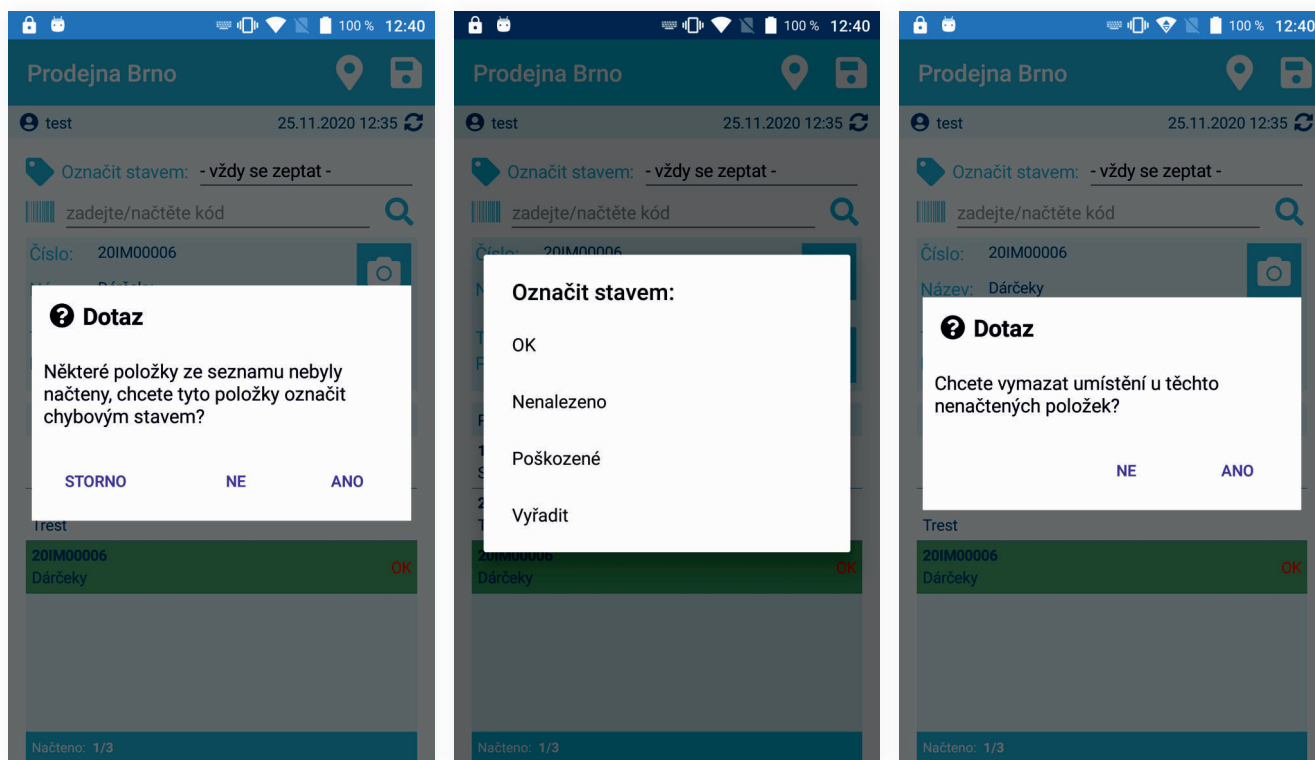 100 % 12:40
Prodejna Brno
test 25.11.2020 12:35
Označit stavem: - vždy se zeptat -
zadejte/načtěte kód
Číslo: 20IM00006
Dotaz
Některé položky ze seznamu nebyly
načteny, chcete tyto položky označit
chybovým stavem?
STORNO NE ANO
Trest
20IM00006
Dárčeky OK
Načteno: 1/3
100 % 12:40
Prodejna Brno
test 25.11.2020 12:35
Označit stavem: - vždy se zeptat -
zadejte/načtěte kód
Číslo: 20IM00006
Označit stavem:
OK
Nenalezeno
Poškozené
Vyřadit
20IM00006
Dárčeky OK
Načteno: 1/3
100 % 12:40
Prodejna Brno
test 25.11.2020 12:35
Označit stavem: - vždy se zeptat -
zadejte/načtěte kód
Číslo: 20IM00006
Název: Dárčeky
Dotaz
Chcete vymazat umístění u těchto
nenačtených položek?
NE ANO
Trest
20IM00006
Dárčeky OK
Načteno: 1/3